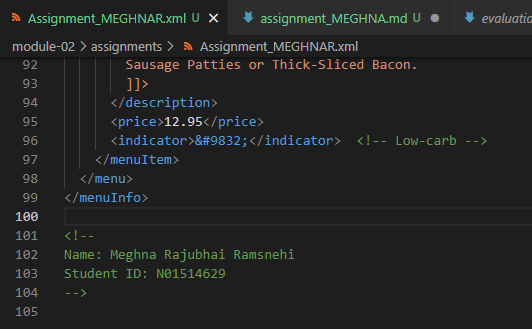 Assignment_MEGHNAR.xml U × assignment_MEGHNA.md U ● evaluation
module-02 > assignments > Assignment_MEGHNAR.xml
92 Sausage Patties or Thick-Sliced Bacon.
93 ]]>
94 </description>
95 <price>12.95</price>
96 <indicator>&#9832;</indicator> <!-- Low-carb -->
97 </menuItem>
98 </menu>
99 </menuInfo>
100
101 <!--
102 Name: Meghna Rajubhai Ramsnehi
103 Student ID: N01514629
104 -->
105